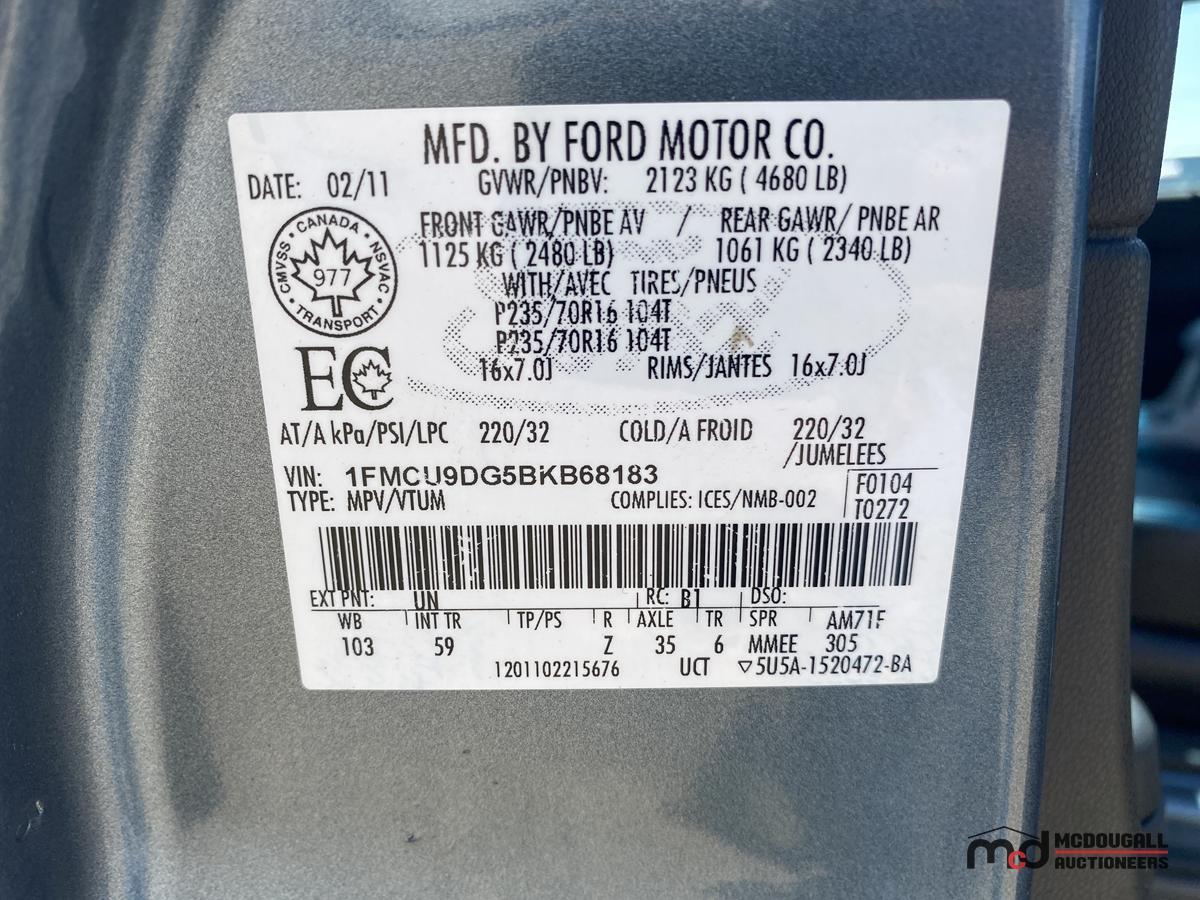 MFD. BY FORD MOTOR CO.
DATE: 02/11 GVWR/PNBV: 2123 KG ( 4680 LB)
FRONT GAWR/PNBE AV / REAR GAWR/ PNBE AR
1125 KG ( 2480 LB) 1061 KG ( 2340 LB)
WITH/AVEC TIRES/PNEUS
P235/70R16 104T
P235/70R16 104T
16x7.0J RIMS/JANTES 16x7.0J
CANADA • NSVAC • TRANSPORT • CMVSS •
977
EC
AT/A kPa/PSI/LPC 220/32 COLD/A FROID 220/32
/JUMELEES
VIN: 1FMCU9DG5BKB68183 F0104
TYPE: MPV/VTUM COMPLIES: ICES/NMB-002 T0272
EXT PNT: UN RC: B1 DSO:
WB INT TR TP/PS R AXLE TR SPR AM71F
103 59 Z 35 6 MMEE 305
1201102215676 UCT ▽5U5A-1520472-BA
mcd MCDOUGALL
AUCTIONEERS